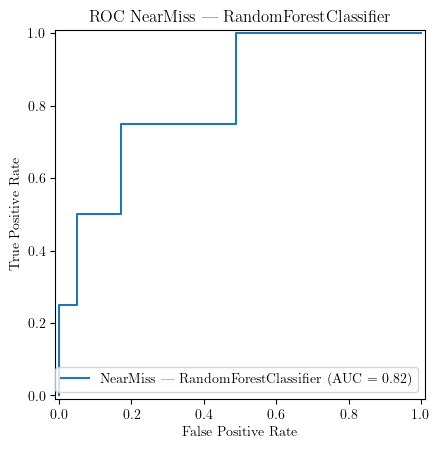 ROC NearMiss — RandomForestClassifier
1.0
0.8
0.6
0.4
0.2
0.0
True Positive Rate
NearMiss — RandomForestClassifier (AUC = 0.82)
0.0 0.2 0.4 0.6 0.8 1.0
False Positive Rate